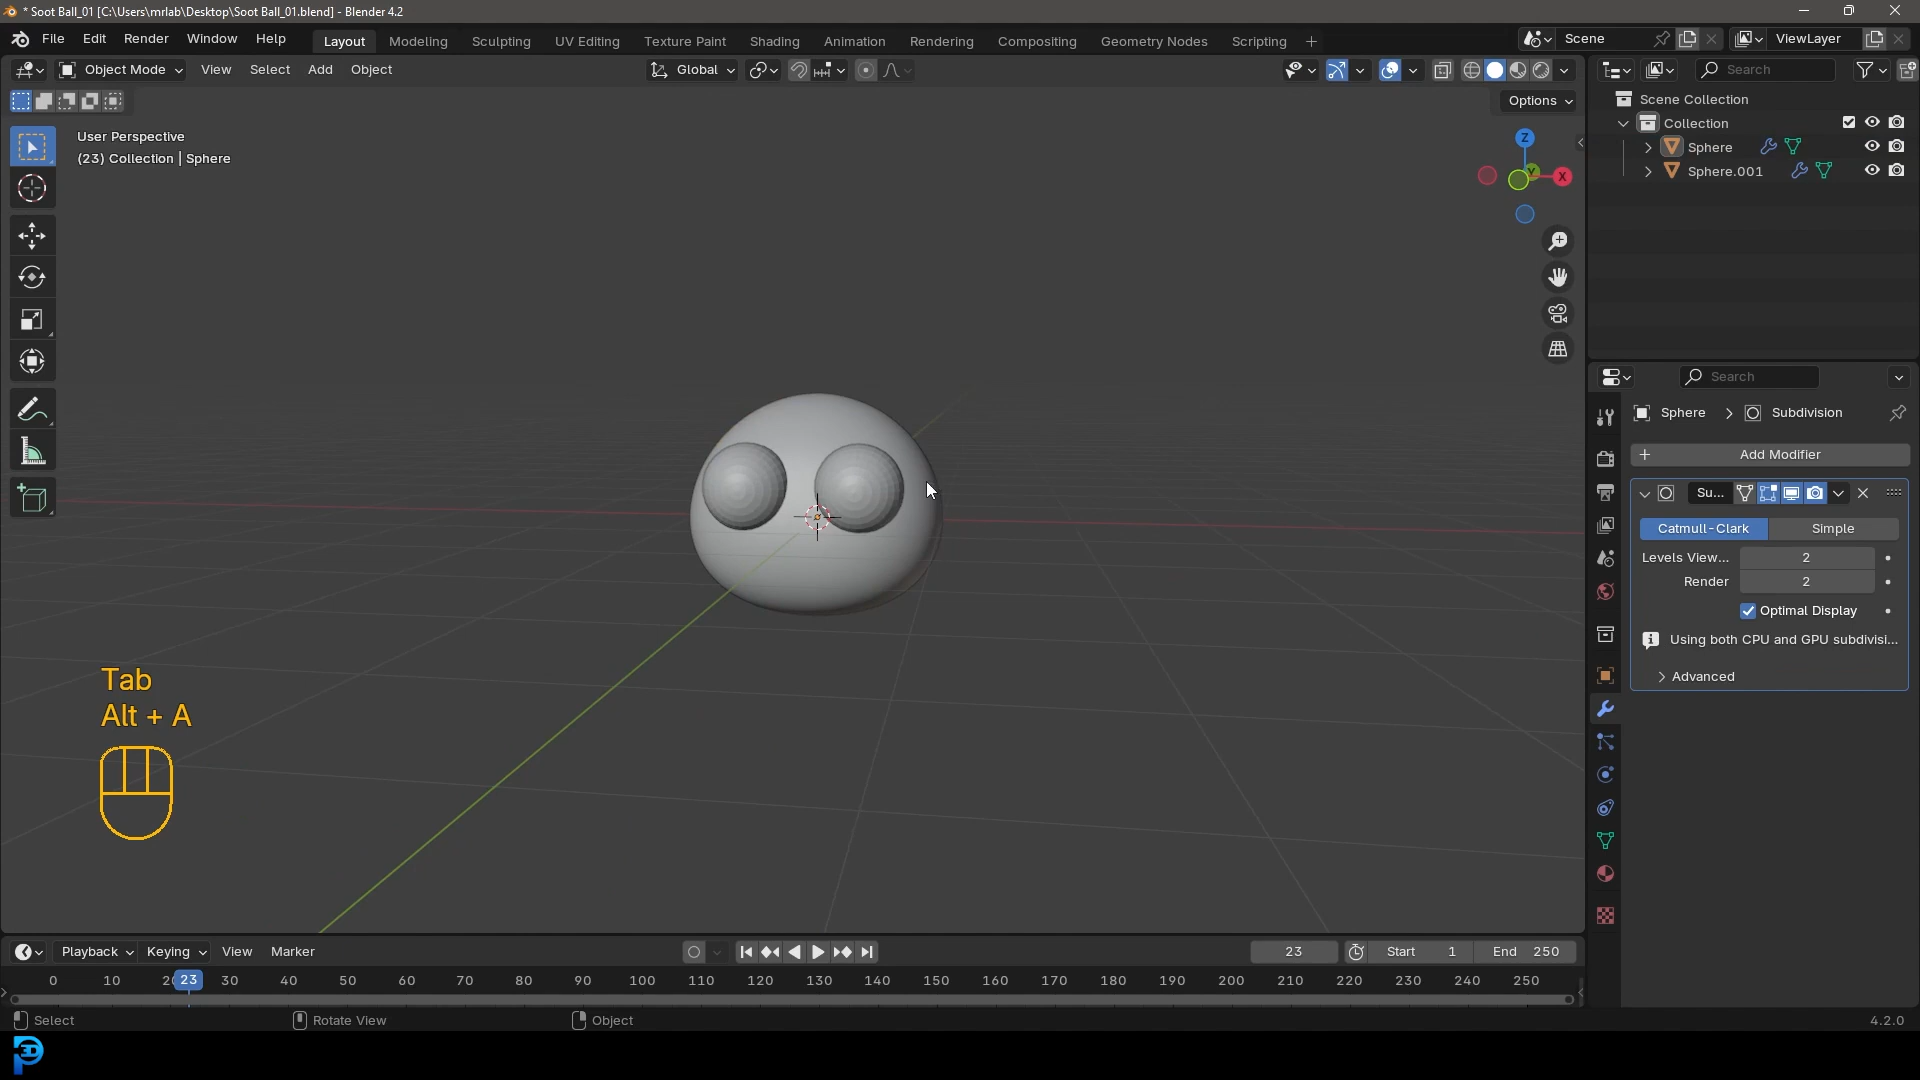 * Soot Ball_01 [C:\Users\mrlab\Desktop\Soot Ball_01.blend] - Blender 4.2
File Edit Render Window Help Layout Modeling Sculpting UV Editing Texture Paint Shading Animation Rendering Compositing Geometry Nodes Scripting + Scene ViewLayer
Object Mode View Select Add Object Global Search
Options
User Perspective
(23) Collection | Sphere
Z
Y
X
Scene Collection
Collection
Sphere
Sphere.001
Search
Sphere > Subdivision
+ Add Modifier
Su...
Catmull-Clark Simple
Levels View... 2
Render 2
Optimal Display
Using both CPU and GPU subdivisi...
Advanced
Tab
Alt + A
Playback Keying View Marker 23 Start 1 End 250
0 10 23 30 40 50 60 70 80 90 100 110 120 130 140 150 160 170 180 190 200 210 220 230 240 250
Select Rotate View Object 4.2.0